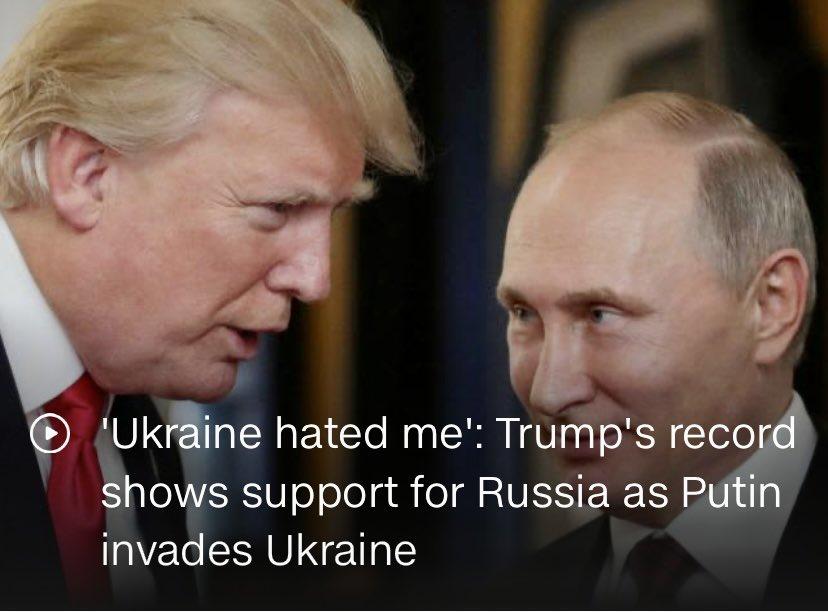 'Ukraine hated me': Trump's record
shows support for Russia as Putin
invades Ukraine